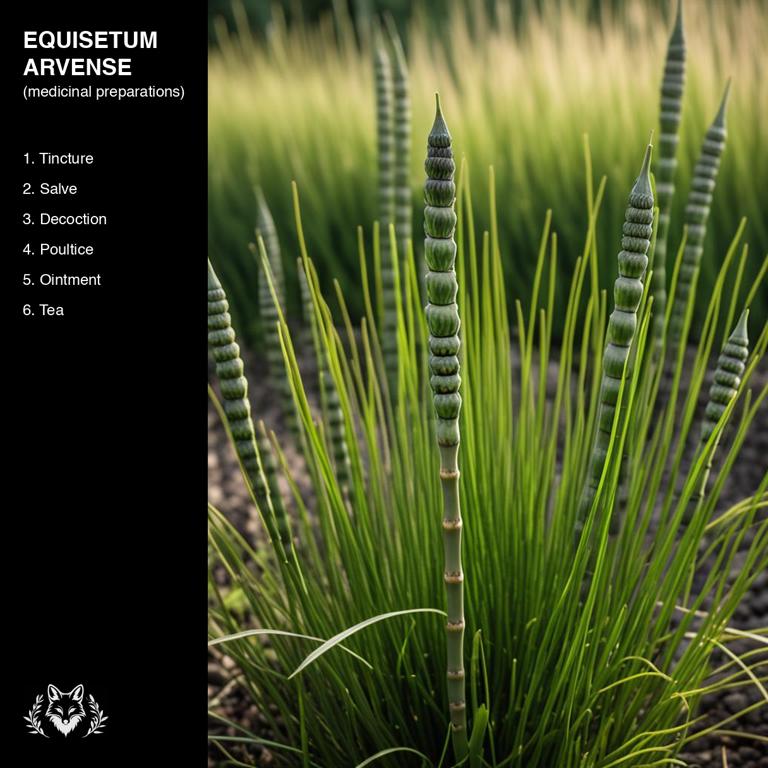 EQUISETUM
ARVENSE
(medicinal preparations)
1. Tincture
2. Salve
3. Decoction
4. Poultice
5. Ointment
6. Tea